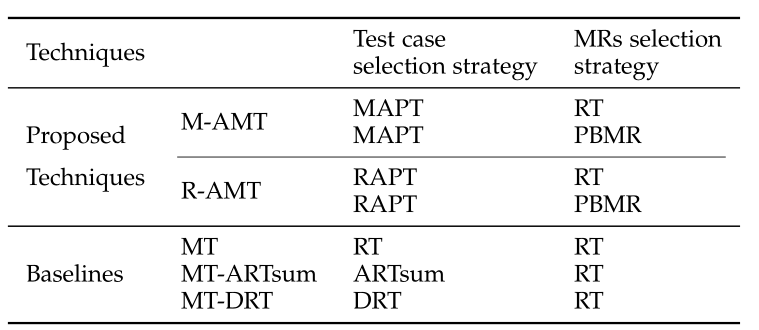 Techniques Test case selection strategy MRs selection strategy
Proposed Techniques M-AMT MAPT RT
MAPT PBMR
R-AMT RAPT RT
RAPT PBMR
Baselines MT RT RT
MT-ARTsum ARTsum RT
MT-DRT DRT RT